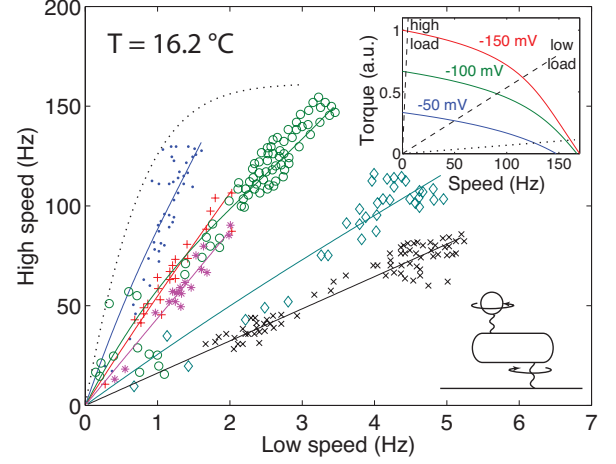 T = 16.2 °C
High speed (Hz)
200
150
100
50
0
0 1 2 3 4 5 6 7
Low speed (Hz)
Torque (a.u.)
1
0.5
0
high
load
-150 mV
low
load
-100 mV
-50 mV
0 50 100 150
Speed (Hz)